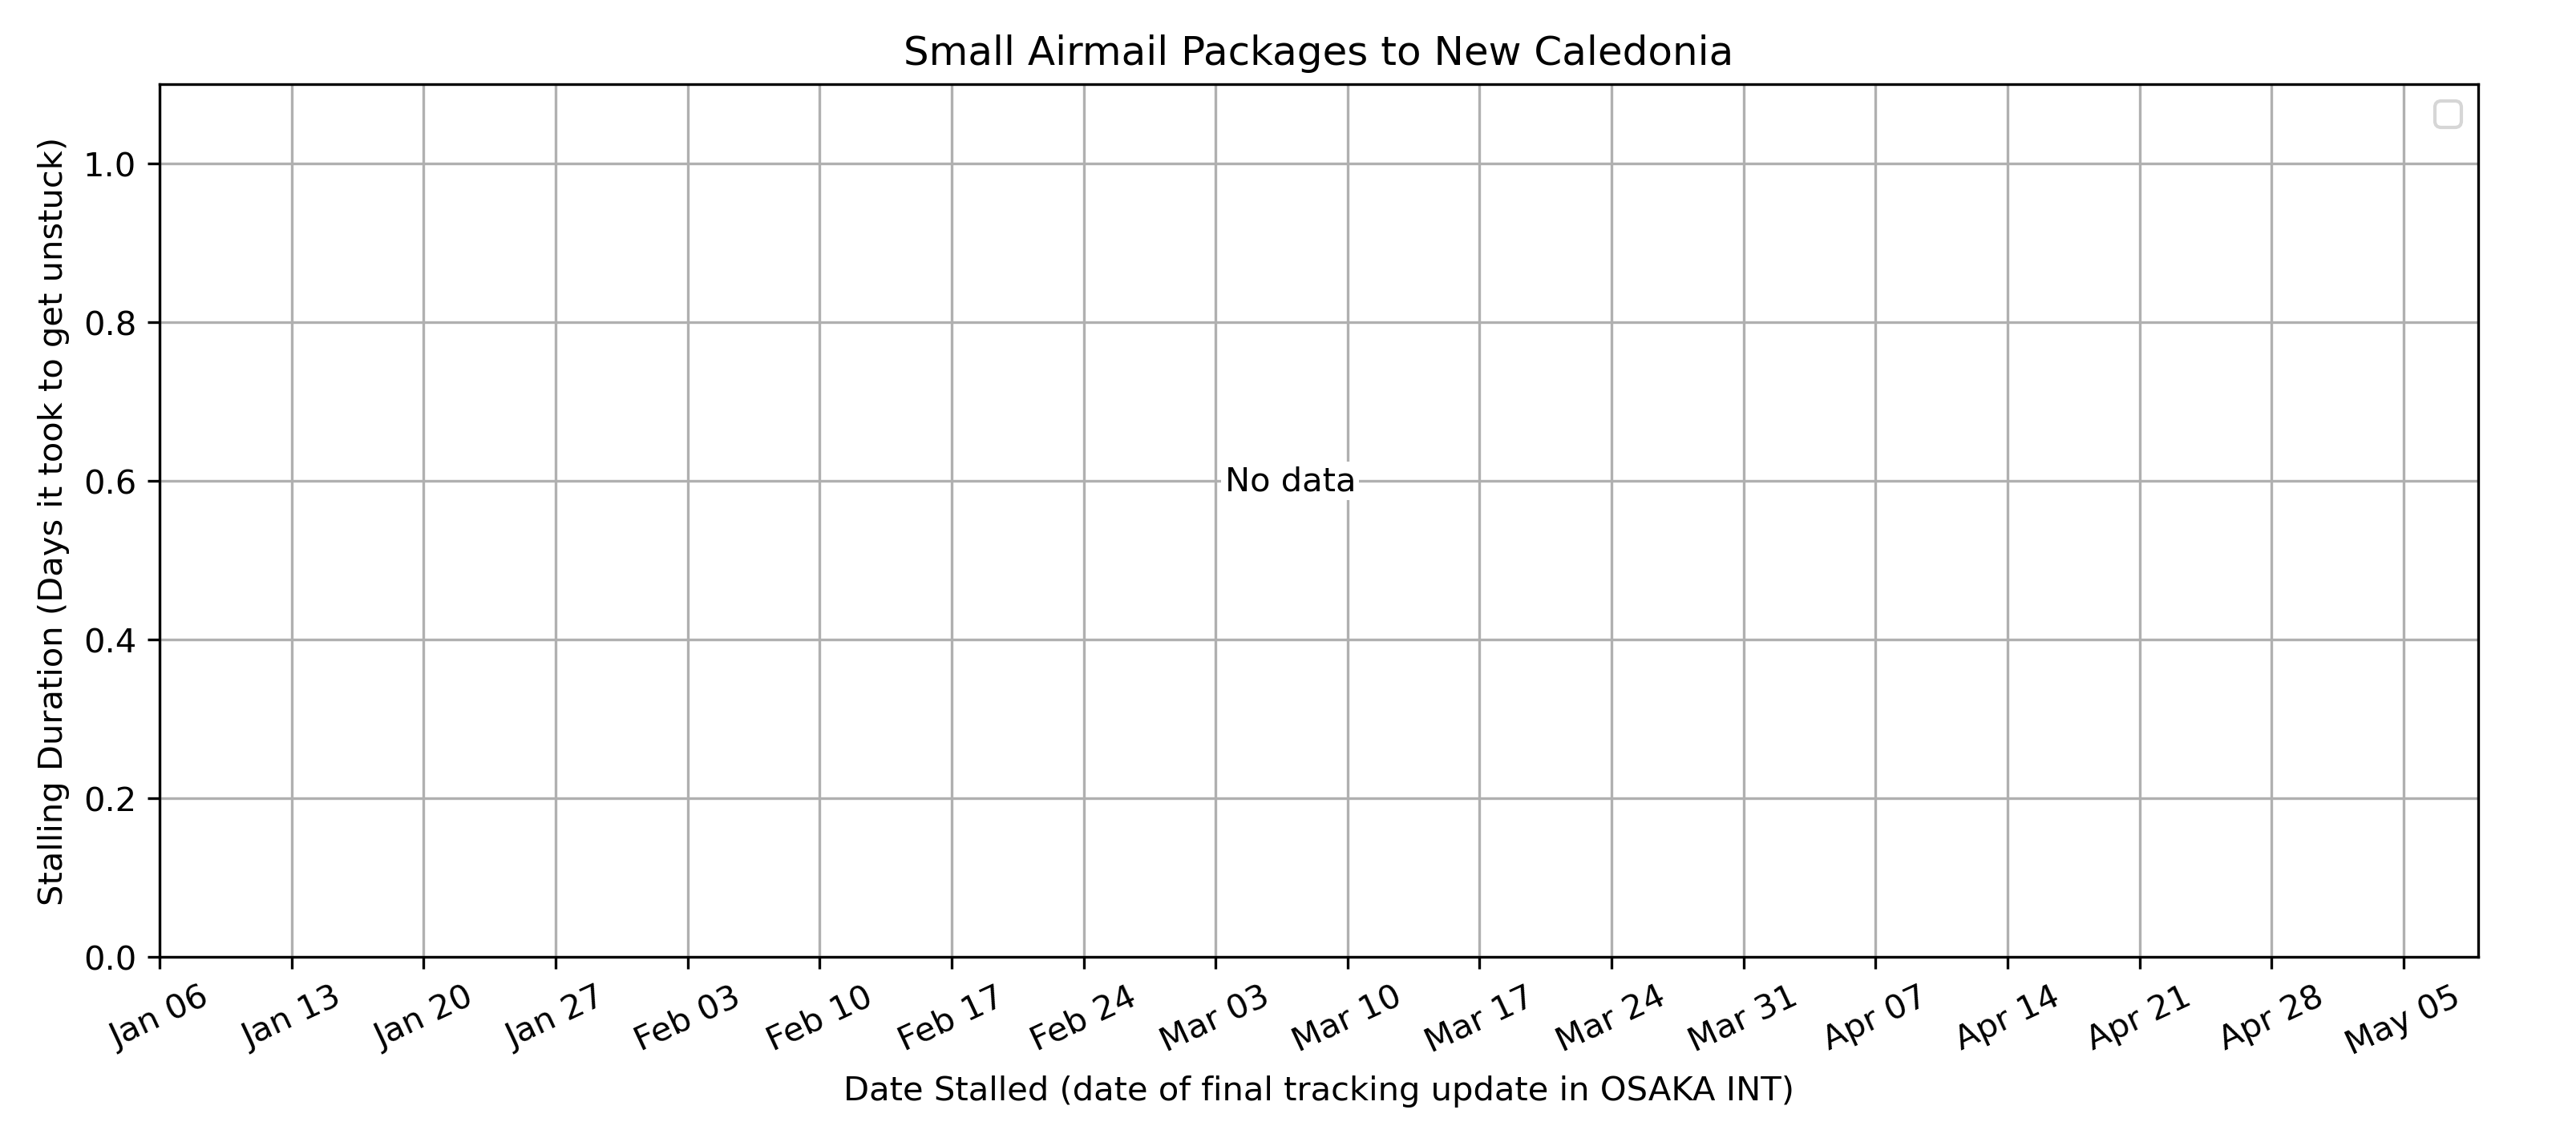 Small Airmail Packages to New Caledonia
Stalling Duration (Days it took to get unstuck)
1.0
0.8
0.6
0.4
0.2
0.0
No data
Jan 06 Jan 13 Jan 20 Jan 27 Feb 03 Feb 10 Feb 17 Feb 24 Mar 03 Mar 10 Mar 17 Mar 24 Mar 31 Apr 07 Apr 14 Apr 21 Apr 28 May 05
Date Stalled (date of final tracking update in OSAKA INT)